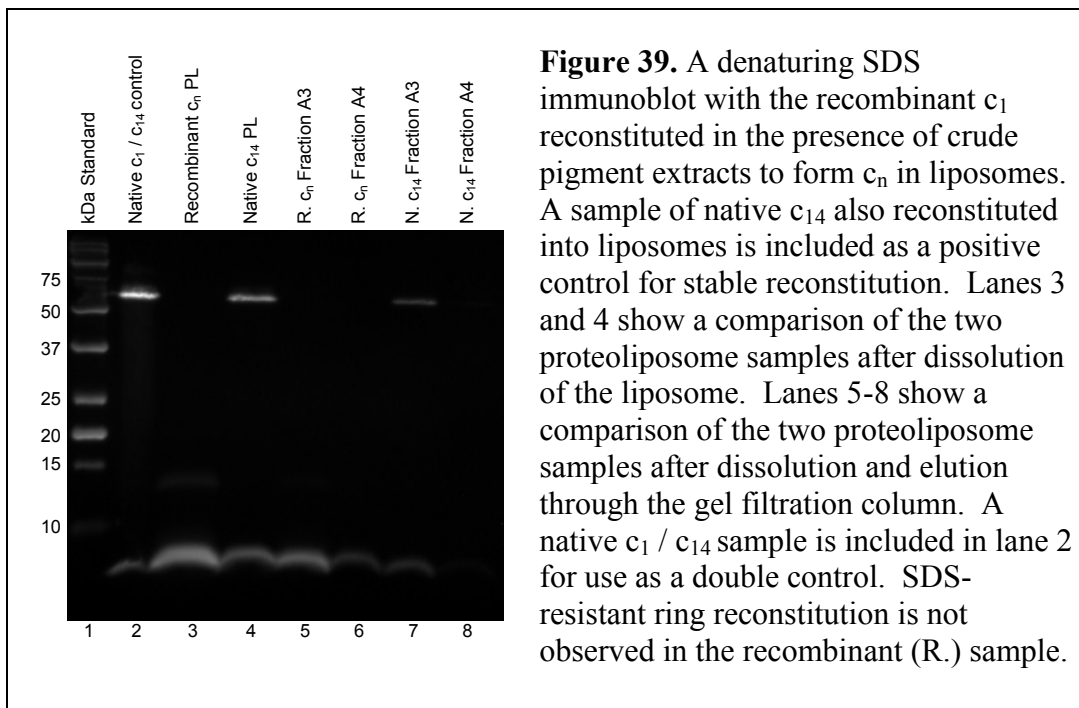 kDa Standard
Native c₁ / c₁₄ control
Recombinant cₙ PL
Native c₁₄ PL
R. cₙ Fraction A3
R. cₙ Fraction A4
N. c₁₄ Fraction A3
N. c₁₄ Fraction A4
75
50
37
25
20
15
10
1 2 3 4 5 6 7 8
Figure 39. A denaturing SDS
immunoblot with the recombinant c₁
reconstituted in the presence of crude
pigment extracts to form cₙ in liposomes.
A sample of native c₁₄ also reconstituted
into liposomes is included as a positive
control for stable reconstitution. Lanes 3
and 4 show a comparison of the two
proteoliposome samples after dissolution
of the liposome. Lanes 5-8 show a
comparison of the two proteoliposome
samples after dissolution and elution
through the gel filtration column. A
native c₁ / c₁₄ sample is included in lane 2
for use as a double control. SDS-
resistant ring reconstitution is not
observed in the recombinant (R.) sample.